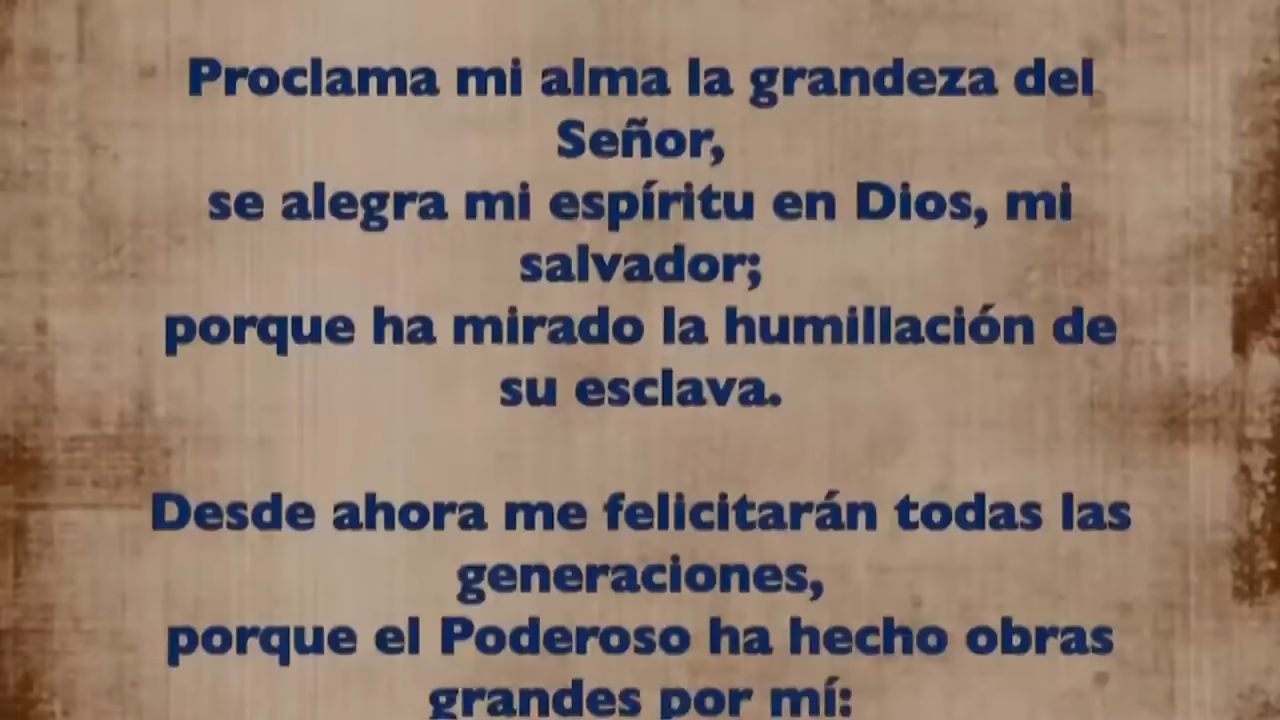 Proclama mi alma la grandeza del
Señor,
se alegra mi espíritu en Dios, mi
salvador;
porque ha mirado la humillación de
su esclava.
Desde ahora me felicitarán todas las
generaciones,
porque el Poderoso ha hecho obras
grandes por mí: